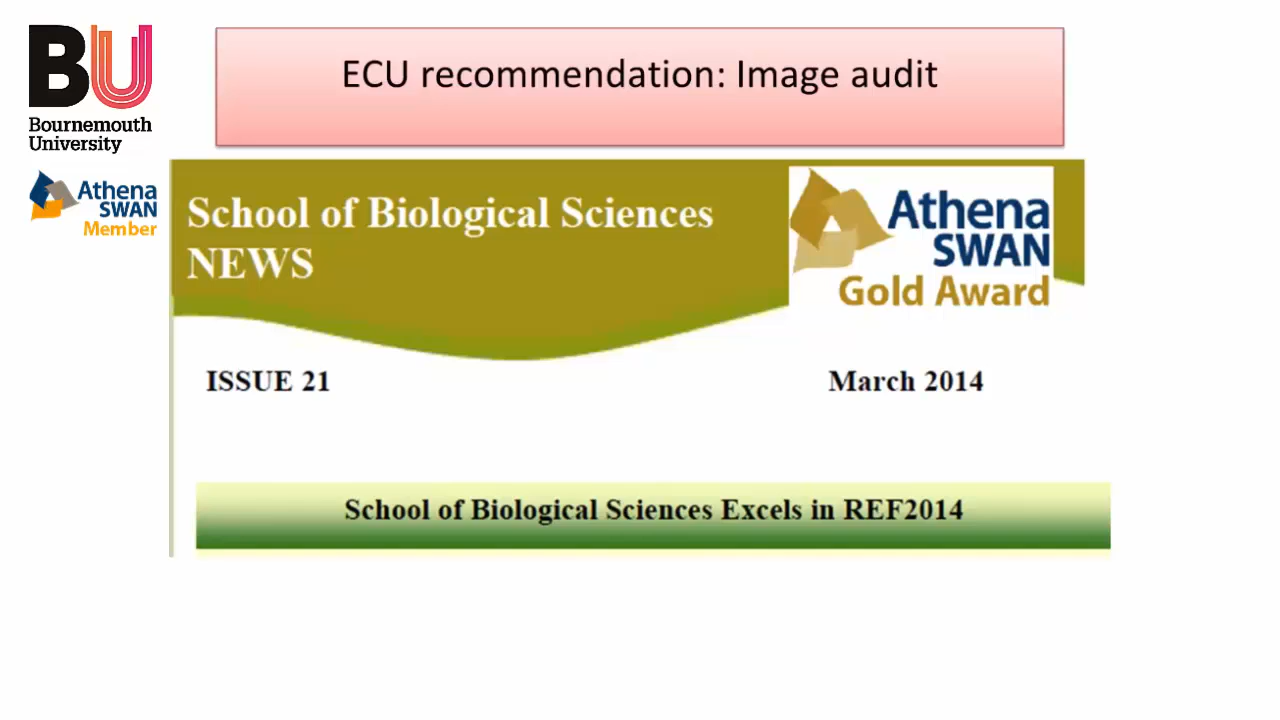 BU
Bournemouth
University
ECU recommendation: Image audit
Athena
SWAN
Member
School of Biological Sciences
NEWS
Athena
SWAN
Gold Award
ISSUE 21
March 2014
School of Biological Sciences Excels in REF2014